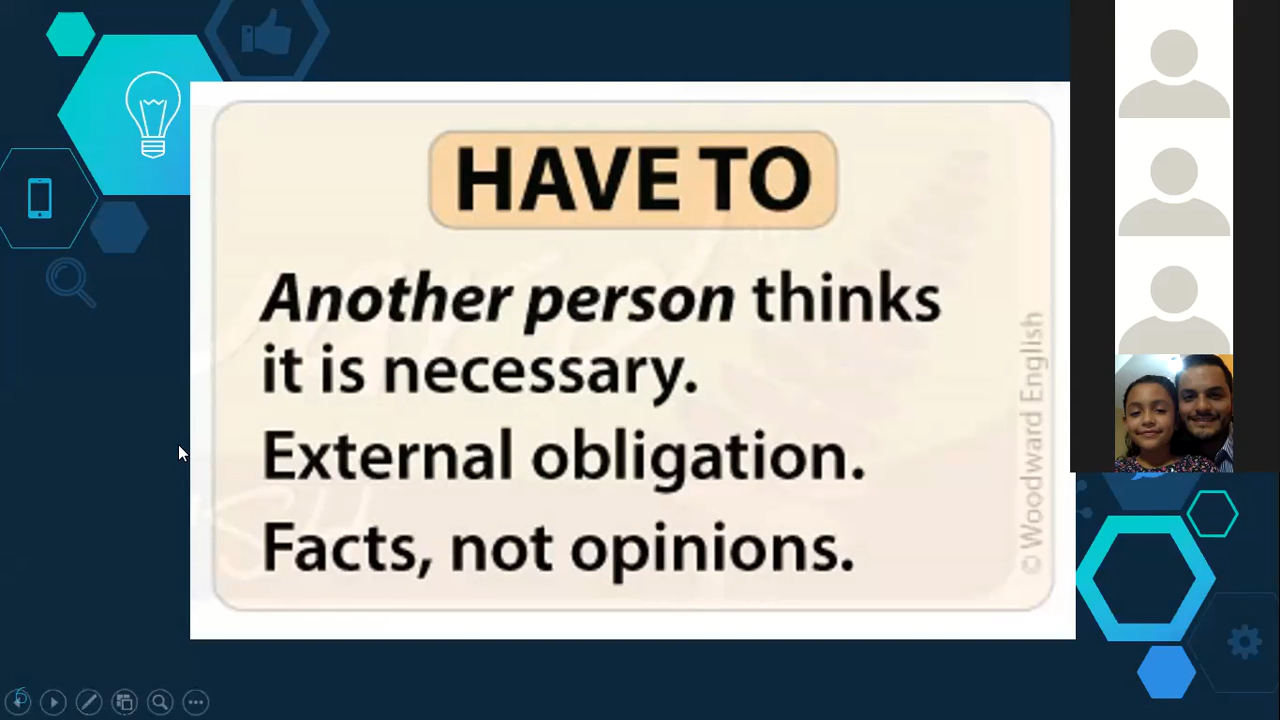 HAVE TO
Another person thinks
it is necessary.
External obligation.
Facts, not opinions.
© Woodward English